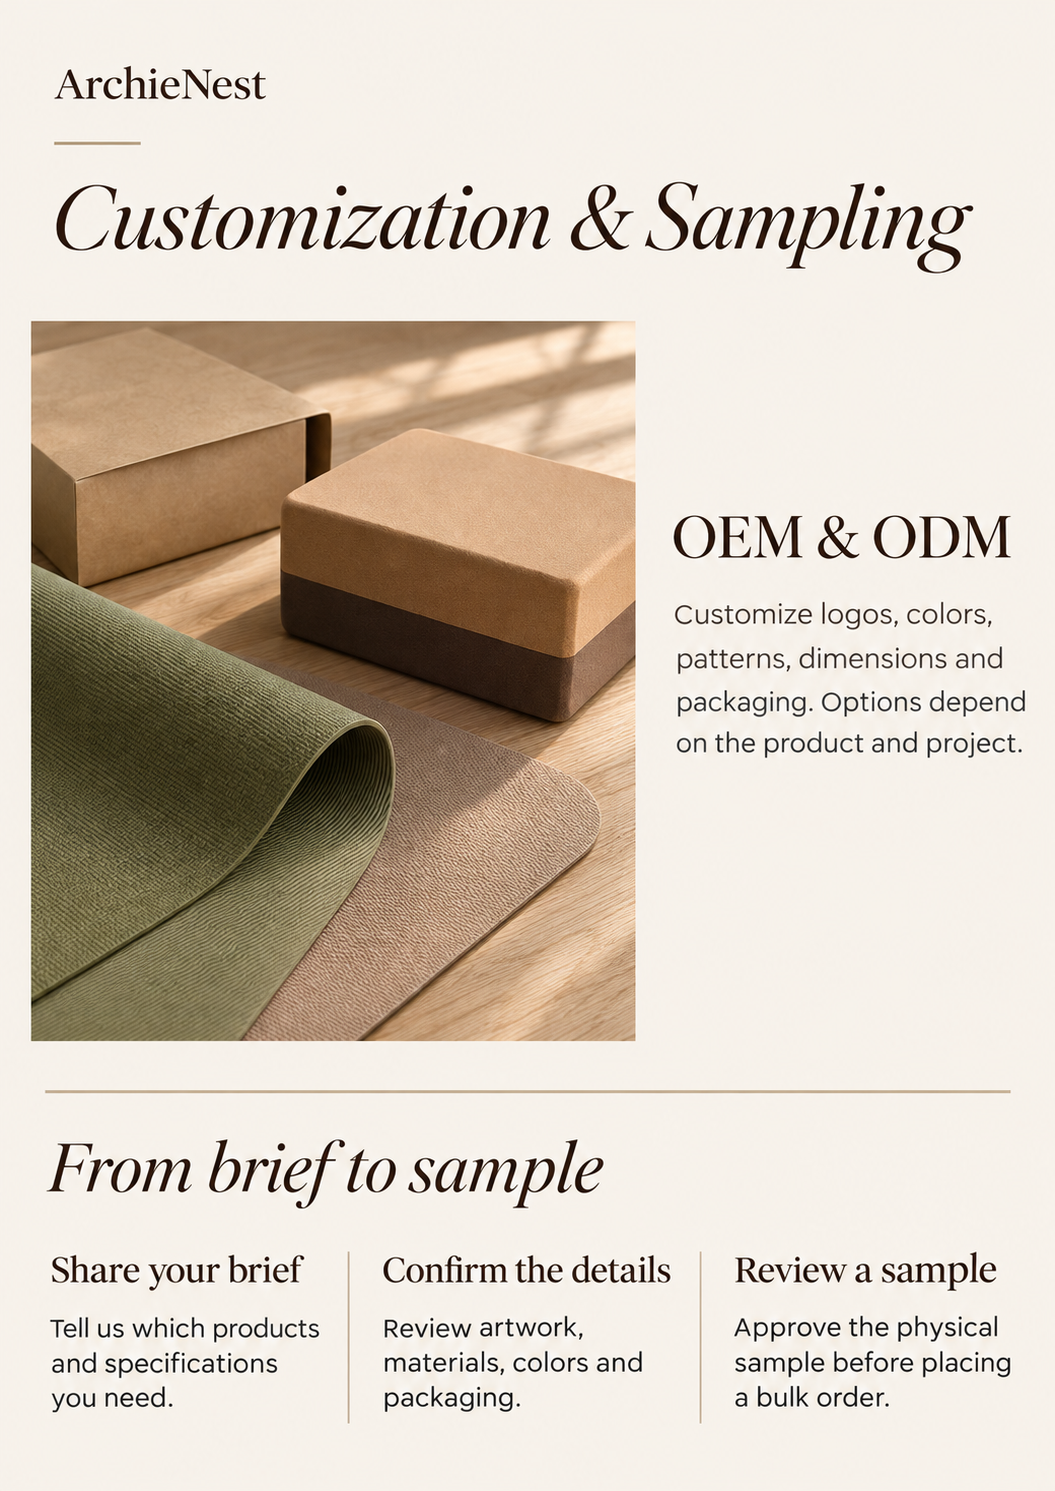 ArchieNest
Customization & Sampling
OEM & ODM
Customize logos, colors,
patterns, dimensions and
packaging. Options depend
on the product and project.
From brief to sample
Share your brief
Tell us which products
and specifications
you need.
Confirm the details
Review artwork,
materials, colors and
packaging.
Review a sample
Approve the physical
sample before placing
a bulk order.